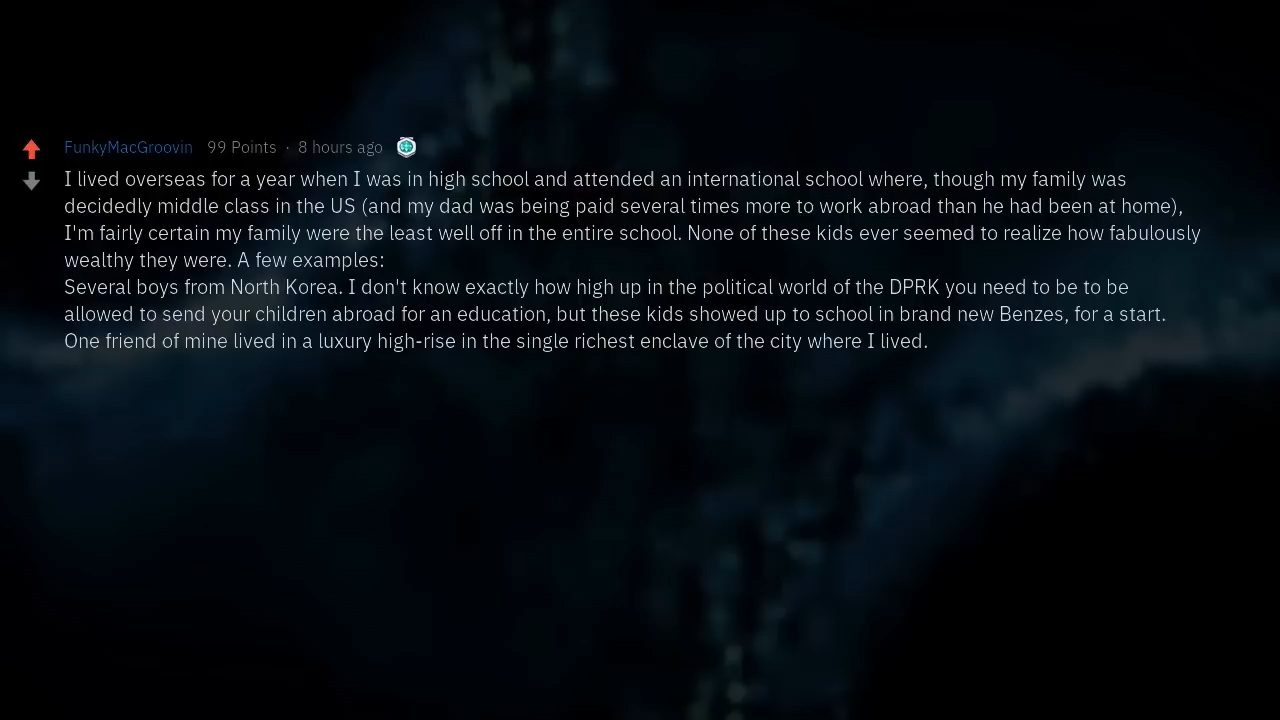 FunkyMacGroovin 99 Points · 8 hours ago
I lived overseas for a year when I was in high school and attended an international school where, though my family was
decidedly middle class in the US (and my dad was being paid several times more to work abroad than he had been at home),
I'm fairly certain my family were the least well off in the entire school. None of these kids ever seemed to realize how fabulously
wealthy they were. A few examples:
Several boys from North Korea. I don't know exactly how high up in the political world of the DPRK you need to be to be
allowed to send your children abroad for an education, but these kids showed up to school in brand new Benzes, for a start.
One friend of mine lived in a luxury high-rise in the single richest enclave of the city where I lived.